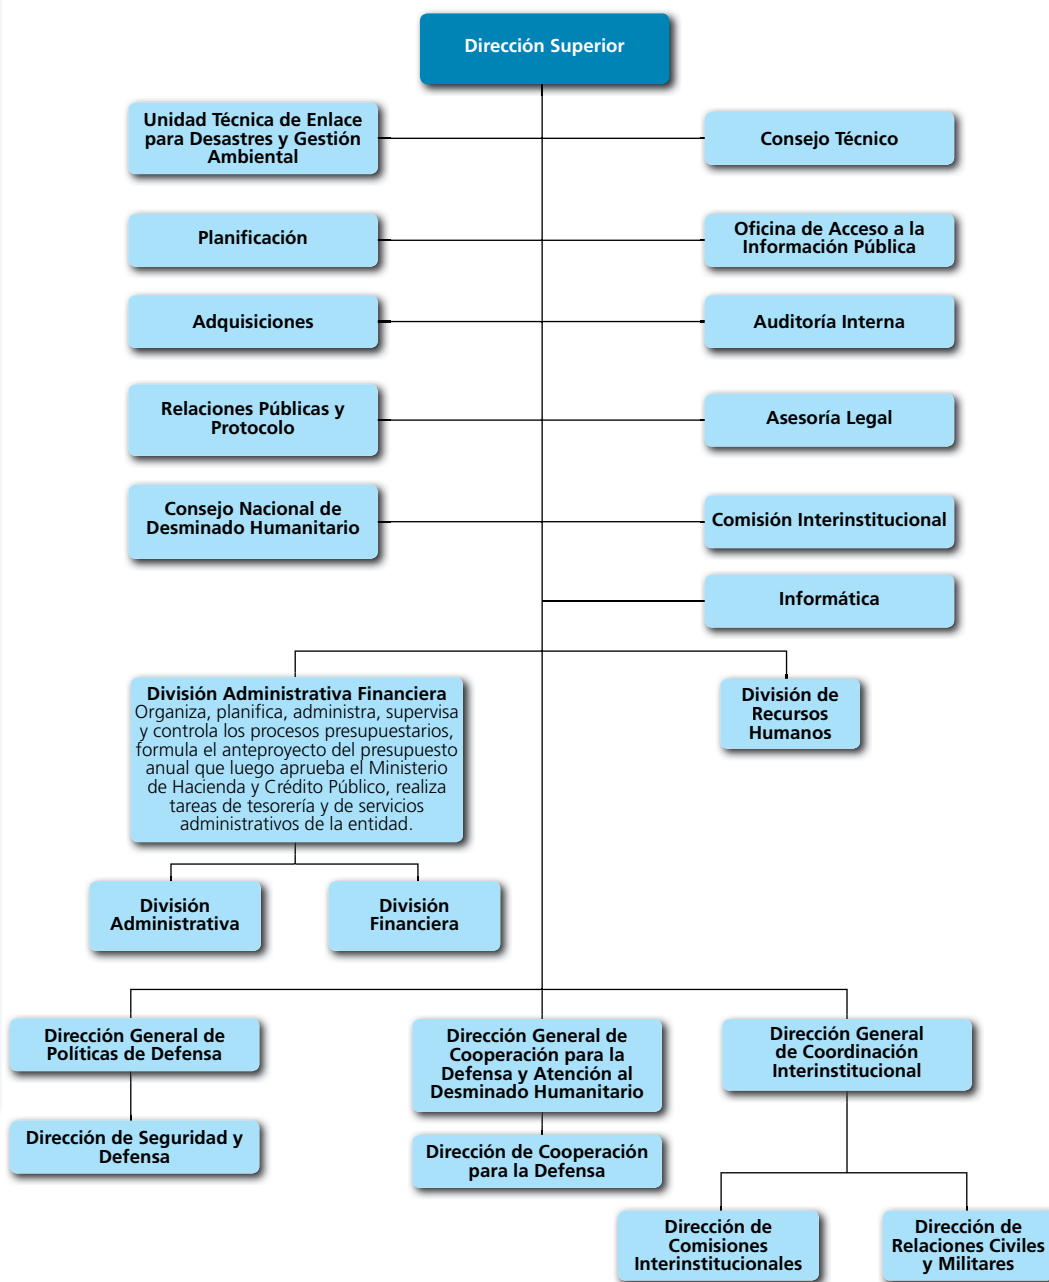 Dirección Superior
Unidad Técnica de Enlace
para Desastres y Gestión
Ambiental
Consejo Técnico
Planificación
Oficina de Acceso a la
Información Pública
Adquisiciones
Auditoría Interna
Relaciones Públicas y
Protocolo
Asesoría Legal
Consejo Nacional de
Desminado Humanitario
Comisión Interinstitucional
Informática
División Administrativa Financiera
Organiza, planifica, administra, supervisa
y controla los procesos presupuestarios,
formula el anteproyecto del presupuesto
anual que luego aprueba el Ministerio
de Hacienda y Crédito Público, realiza
tareas de tesorería y de servicios
administrativos de la entidad.
División de
Recursos
Humanos
División
Administrativa
División
Financiera
Dirección General de
Políticas de Defensa
Dirección General de
Cooperación para la
Defensa y Atención al
Desminado Humanitario
Dirección General
de Coordinación
Interinstitucional
Dirección de Seguridad y
Defensa
Dirección de Cooperación
para la Defensa
Dirección de
Comisiones
Interinstitucionales
Dirección de
Relaciones Civiles
y Militares